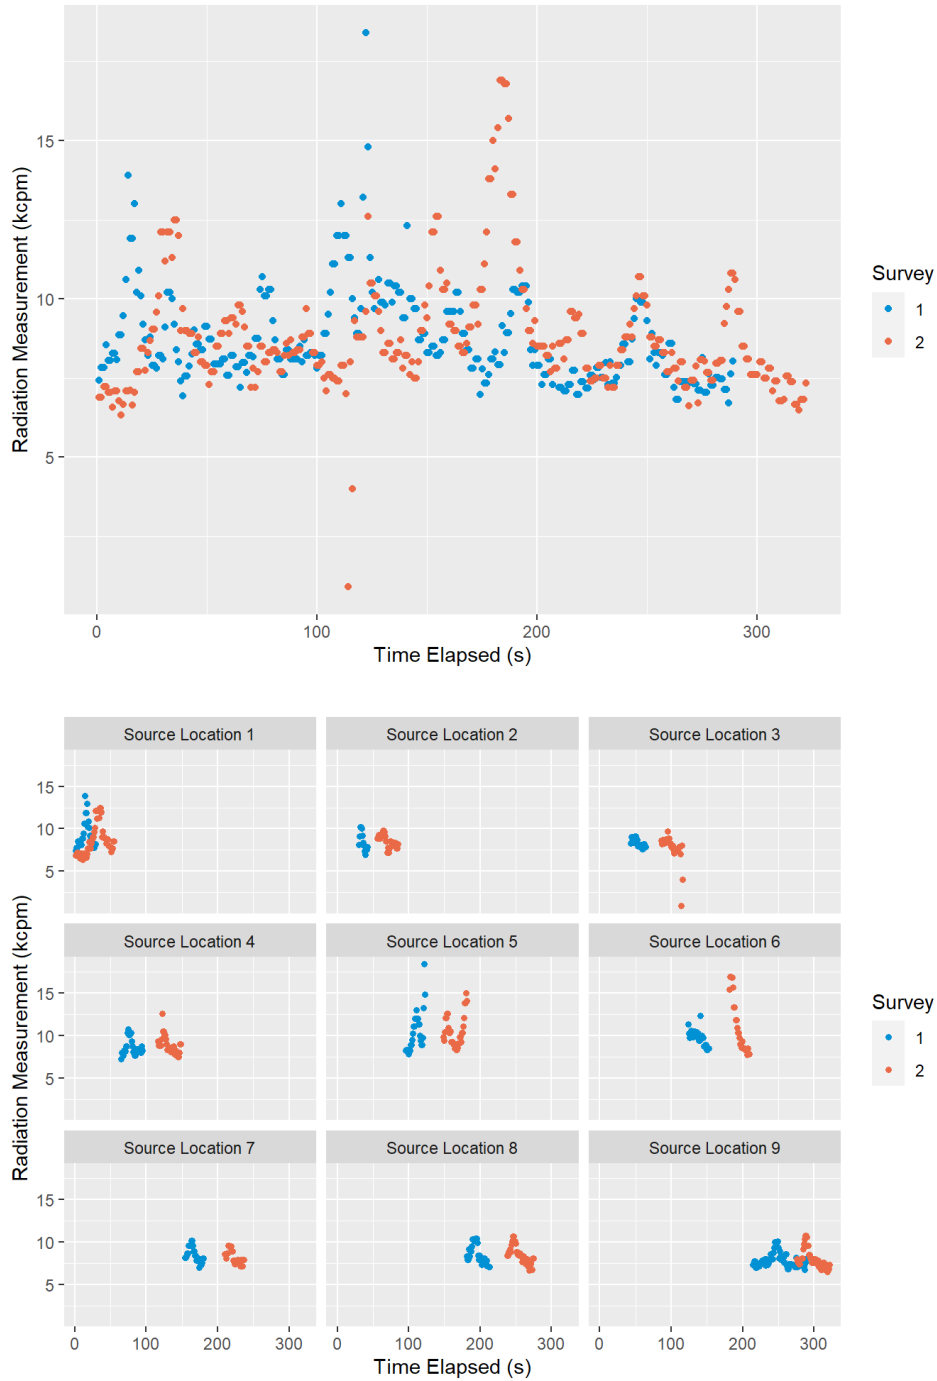 15
10
5
Radiation Measurement (kcpm)
0
100
200
300
Time Elapsed (s)
Survey
1
2
Source Location 1
Source Location 2
Source Location 3
15
10
5
Source Location 4
Source Location 5
Source Location 6
15
10
5
Radiation Measurement (kcpm)
Survey
1
2
Source Location 7
Source Location 8
Source Location 9
15
10
5
0 100 200 300
0 100 200 300
0 100 200 300
Time Elapsed (s)